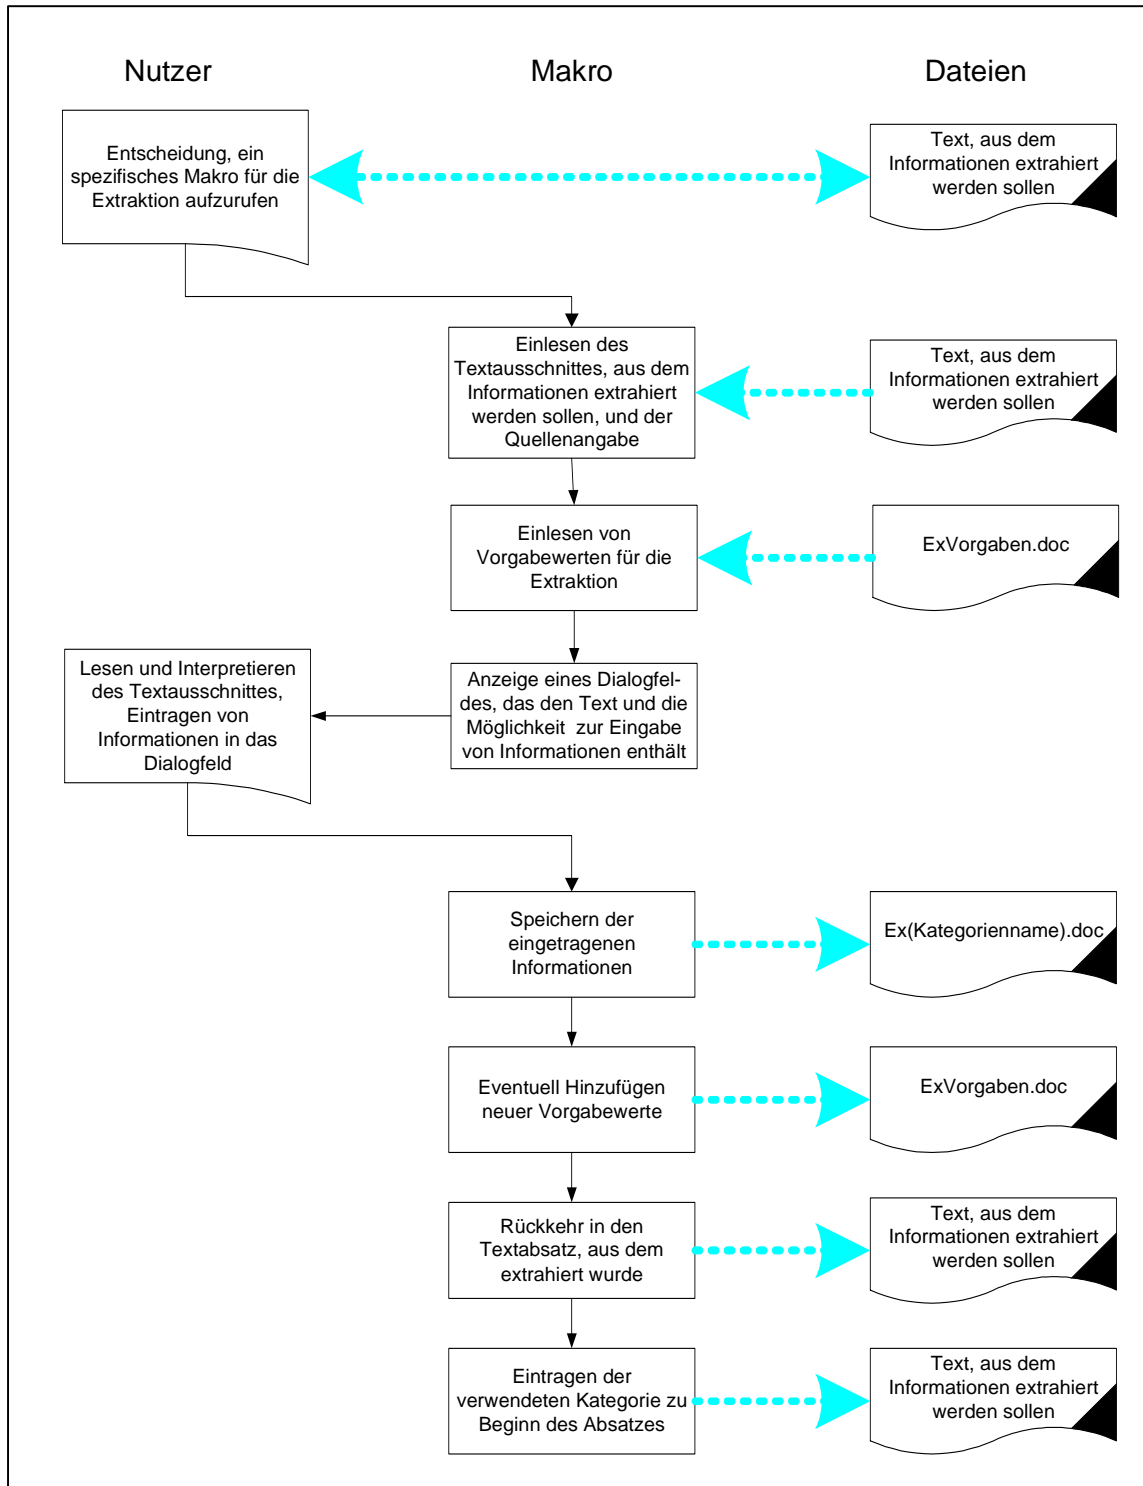 Nutzer
Makro
Dateien
Entscheidung, ein
spezifisches Makro für die
Extraktion aufzurufen
Text, aus dem
Informationen extrahiert
werden sollen
Einlesen des
Textausschnittes, aus dem
Informationen extrahiert
werden sollen, und der
Quellenangabe
Text, aus dem
Informationen extrahiert
werden sollen
Einlesen von
Vorgabewerten für die
Extraktion
ExVorgaben.doc
Anzeige eines Dialogfel-
des, das den Text und die
Möglichkeit  zur Eingabe
von Informationen enthält
Lesen und Interpretieren
des Textausschnittes,
Eintragen von
Informationen in das
Dialogfeld
Speichern der
eingetragenen
Informationen
Ex(Kategorienname).doc
Eventuell Hinzufügen
neuer Vorgabewerte
ExVorgaben.doc
Rückkehr in den
Textabsatz, aus dem
extrahiert wurde
Text, aus dem
Informationen extrahiert
werden sollen
Eintragen der
verwendeten Kategorie zu
Beginn des Absatzes
Text, aus dem
Informationen extrahiert
werden sollen